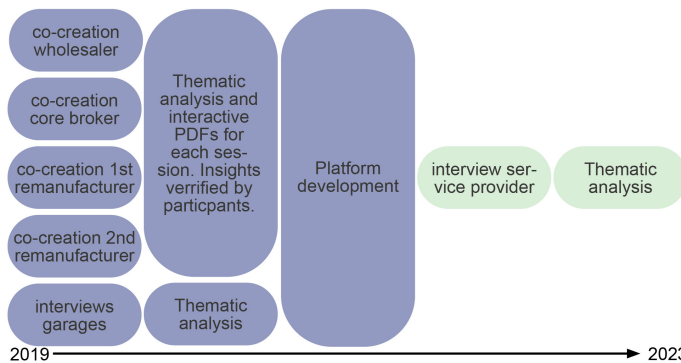 co-creation
wholesaler
co-creation
core broker
co-creation 1st
remanufacturer
co-creation 2nd
remanufacturer
interviews
garages
Thematic
analysis and
interactive
PDFs for
each ses-
sion. Insights
verrified by
particpants.
Thematic
analysis
Platform
development
interview ser-
vice provider
Thematic
analysis
2019
2023